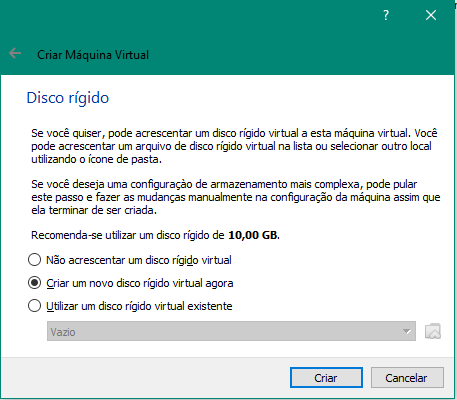 ?
Criar Máquina Virtual
Disco rígido
Se você quiser, pode acrescentar um disco rígido virtual a esta máquina virtual. Você
pode acrescentar um arquivo de disco rígido virtual na lista ou selecionar outro local
utilizando o ícone de pasta.
Se você deseja uma configuração de armazenamento mais complexa, pode pular
este passo e fazer as mudanças manualmente na configuração da máquina assim que
ela terminar de ser criada.
Recomenda-se utilizar um disco rígido de 10,00 GB.
Não acrescentar um disco rígido virtual
Criar um novo disco rígido virtual agora
Utilizar um disco rígido virtual existente
Vazio
Criar
Cancelar